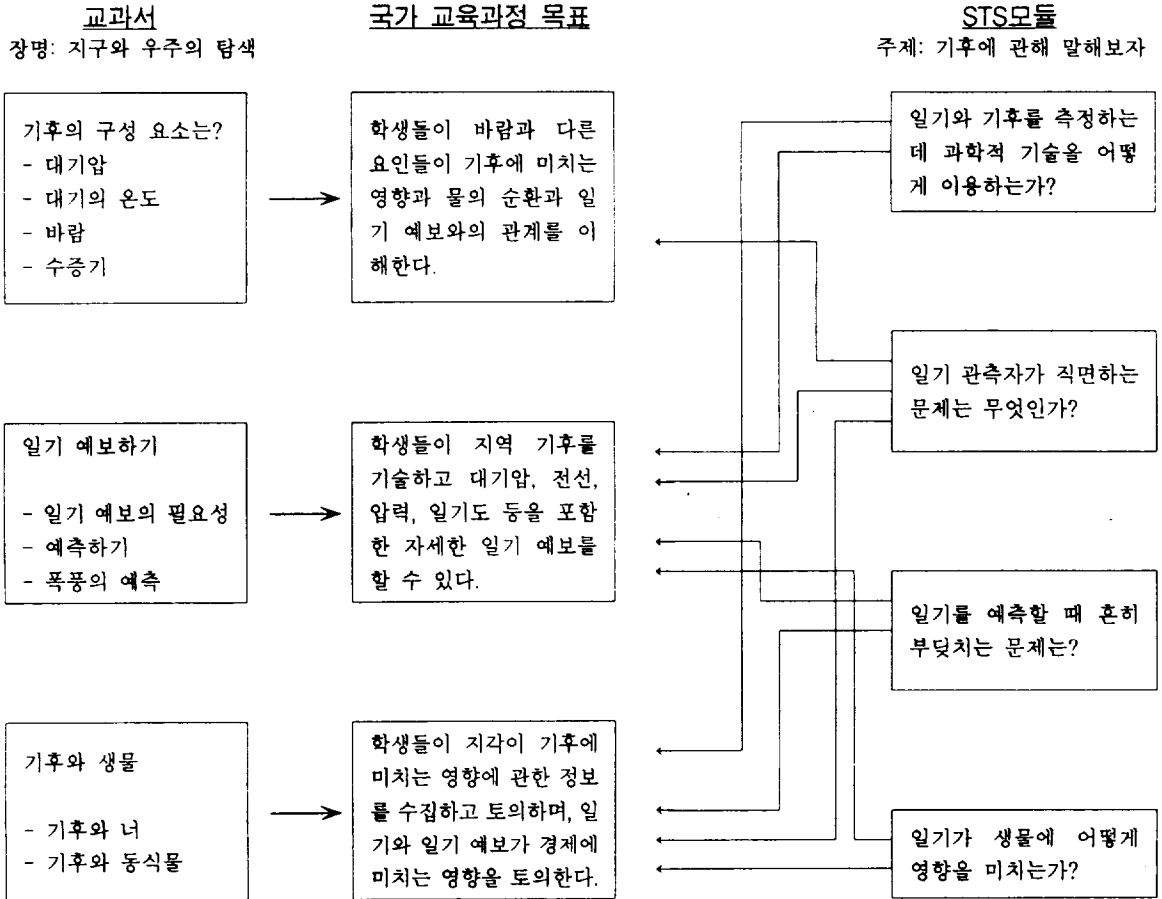 교과서
장명: 지구와 우주의 탐색
국가 교육과정 목표
STS모듈
주제: 기후에 관해 말해보자
기후의 구성 요소는?
- 대기압
- 대기의 온도
- 바람
- 수증기
학생들이 바람과 다른
요인들이 기후에 미치는
영향과 물의 순환과 일
기 예보와의 관계를 이
해한다.
일기와 기후를 측정하는
데 과학적 기술을 어떻
게 이용하는가?
일기 관측자가 직면하는
문제는 무엇인가?
일기 예보하기
- 일기 예보의 필요성
- 예측하기
- 폭풍의 예측
학생들이 지역 기후를
기술하고 대기압, 전선,
압력, 일기도 등을 포함
한 자세한 일기 예보를
할 수 있다.
일기를 예측할 때 흔히
부딪치는 문제는?
기후와 생물
- 기후와 너
- 기후와 동식물
학생들이 지각이 기후에
미치는 영향에 관한 정보
를 수집하고 토의하며, 일
기와 일기 예보가 경제에
미치는 영향을 토의한다.
일기가 생물에 어떻게
영향을 미치는가?